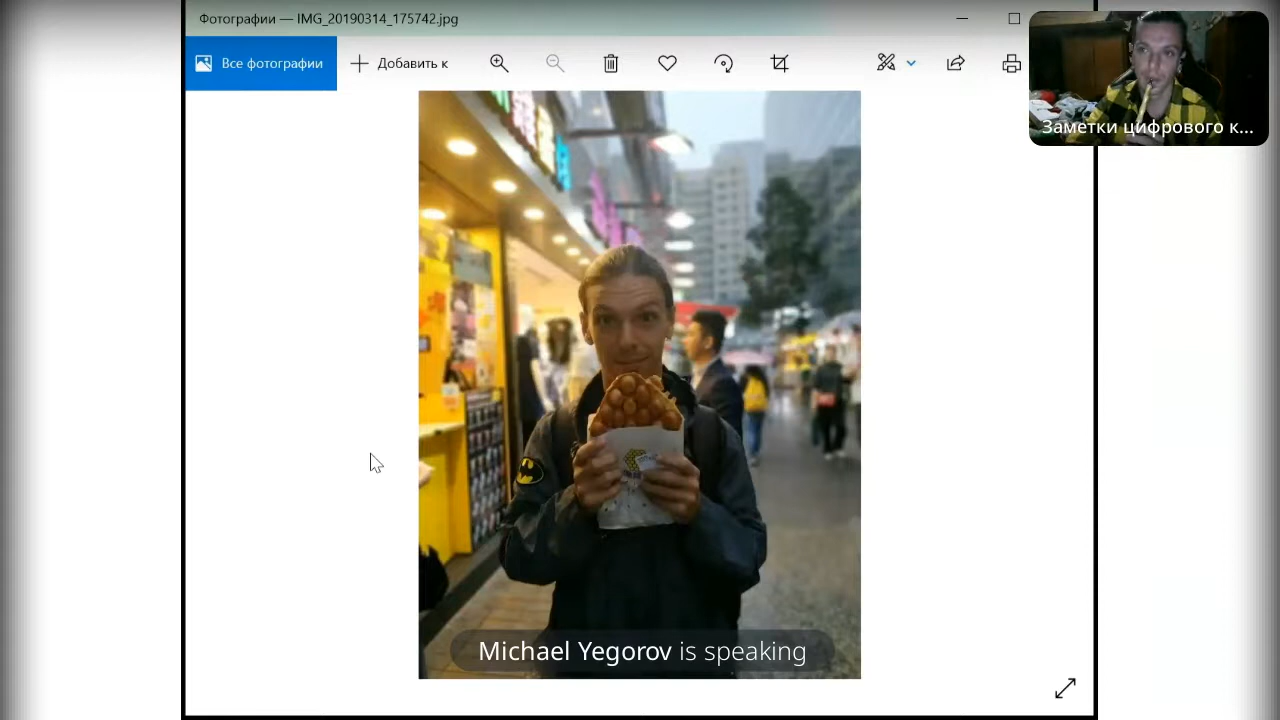 Фотографии — IMG_20190314_175742.jpg
Все фотографии
Добавить к
Заметки цифрового к...
Michael Yegorov is speaking